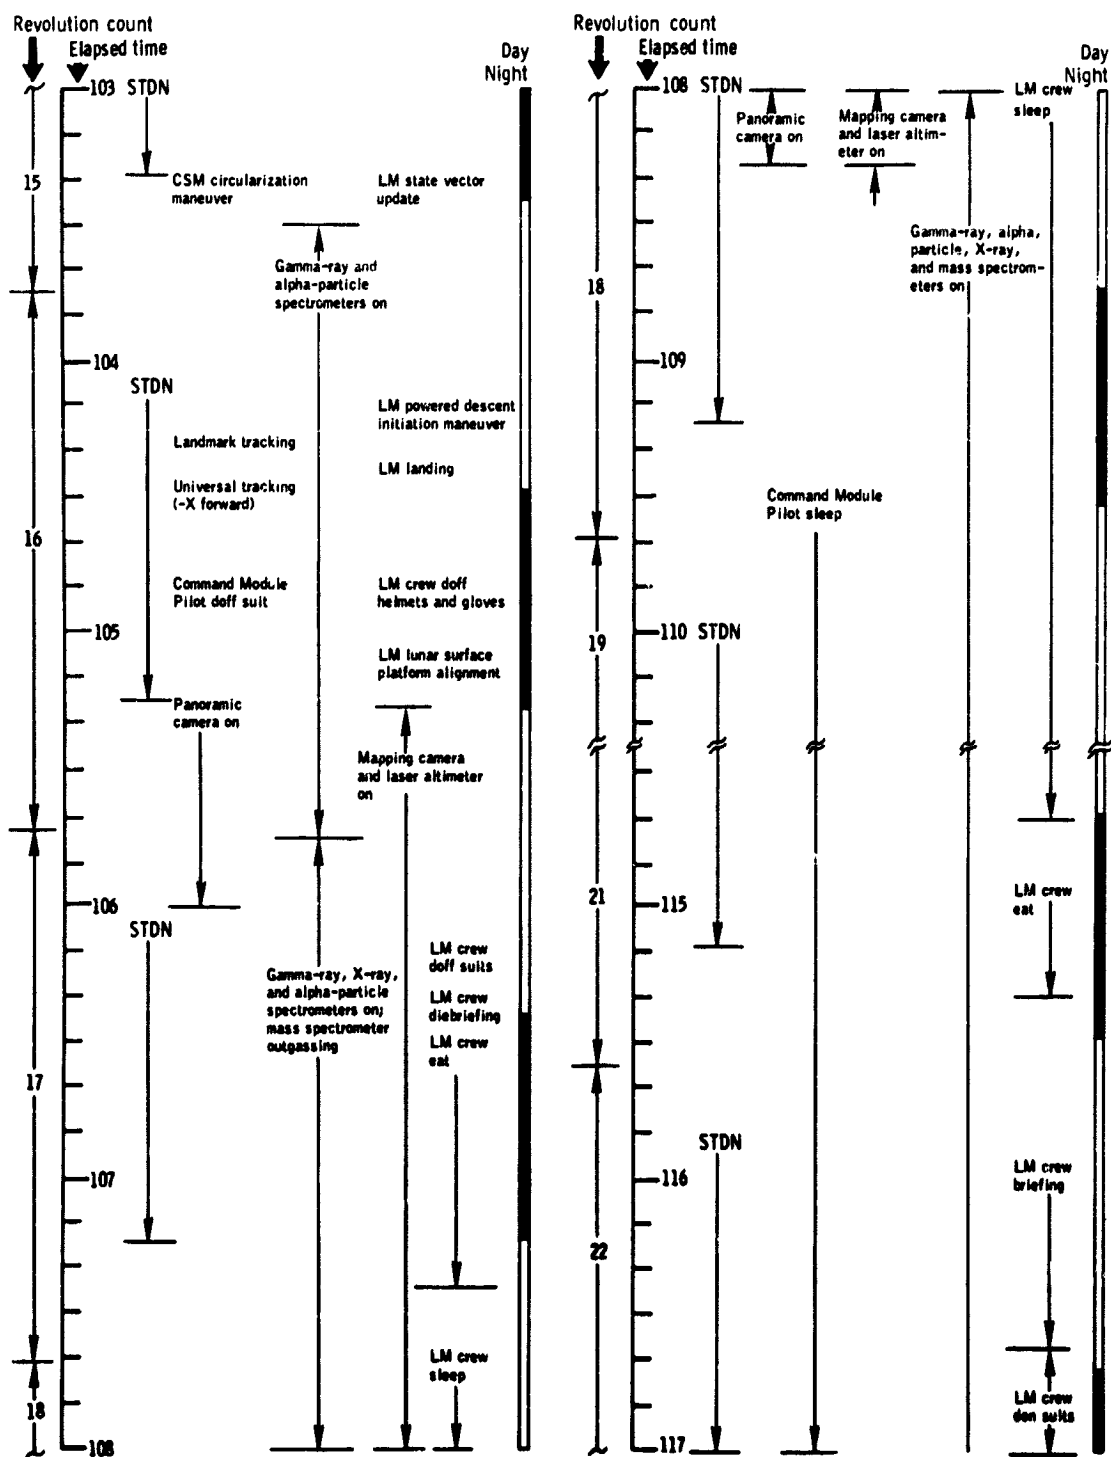 Revolution count
Elapsed time
Day
Night
103
STDN
15
CSM circularization
maneuver
LM state vector
update
Gamma-ray and
alpha-particle
spectrometers on
104
STDN
LM powered descent
initiation maneuver
Landmark tracking
LM landing
Universal tracking
(-X forward)
16
Command Module
Pilot doff suit
LM crew doff
helmets and gloves
105
LM lunar surface
platform alignment
Panoramic
camera on
Mapping camera
and laser altimeter
on
106
STDN
LM crew
doff suits
Gamma-ray, X-ray,
and alpha-particle
spectrometers on;
mass spectrometer
outgassing
LM crew
diebriefing
LM crew
eat
17
107
LM crew
sleep
18
108
Revolution count
Elapsed time
Day
Night
108
STDN
Panoramic
camera on
Mapping camera
and laser altim-
eter on
LM crew
sleep
Gamma-ray, alpha,
particle, X-ray,
and mass spectrom-
eters on
18
109
Command Module
Pilot sleep
19
110
STDN
21
115
LM crew
eat
STDN
116
LM crew
briefing
22
LM crew
don suits
117